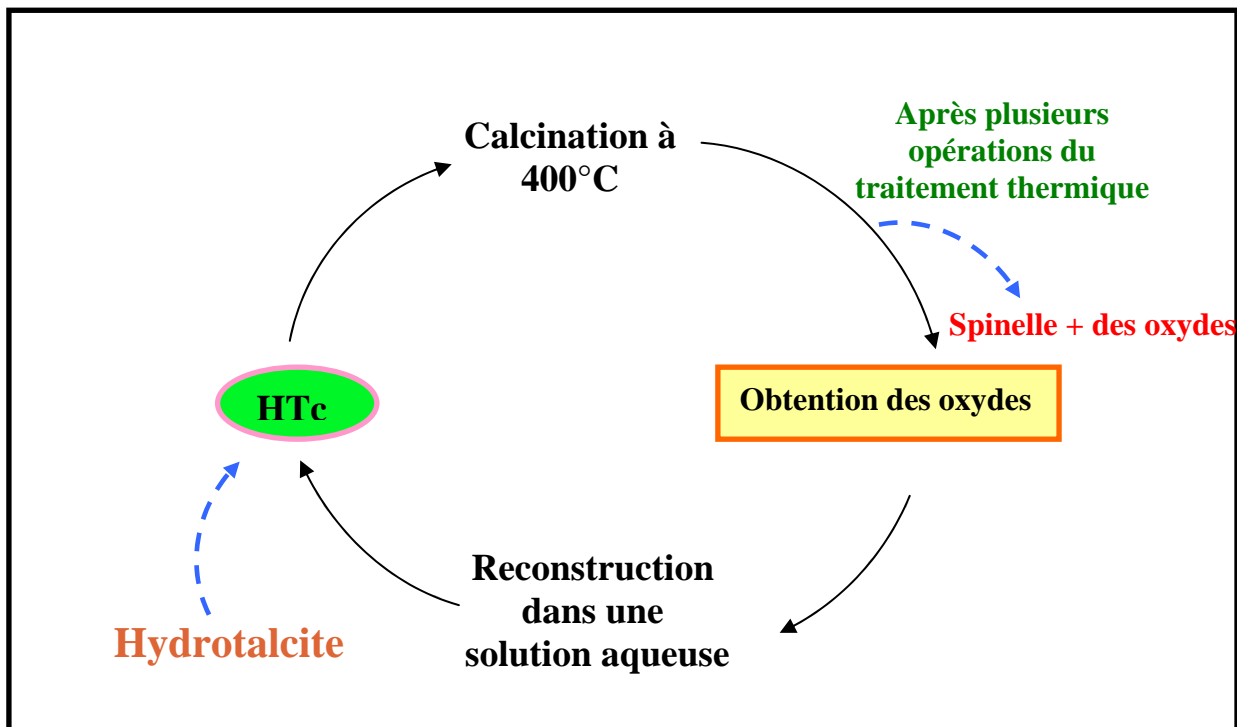 Calcination à
400°C
Après plusieurs
opérations du
traitement thermique
Spinelle + des oxydes
Obtention des oxydes
HTc
Reconstruction
dans une
solution aqueuse
Hydrotalcite